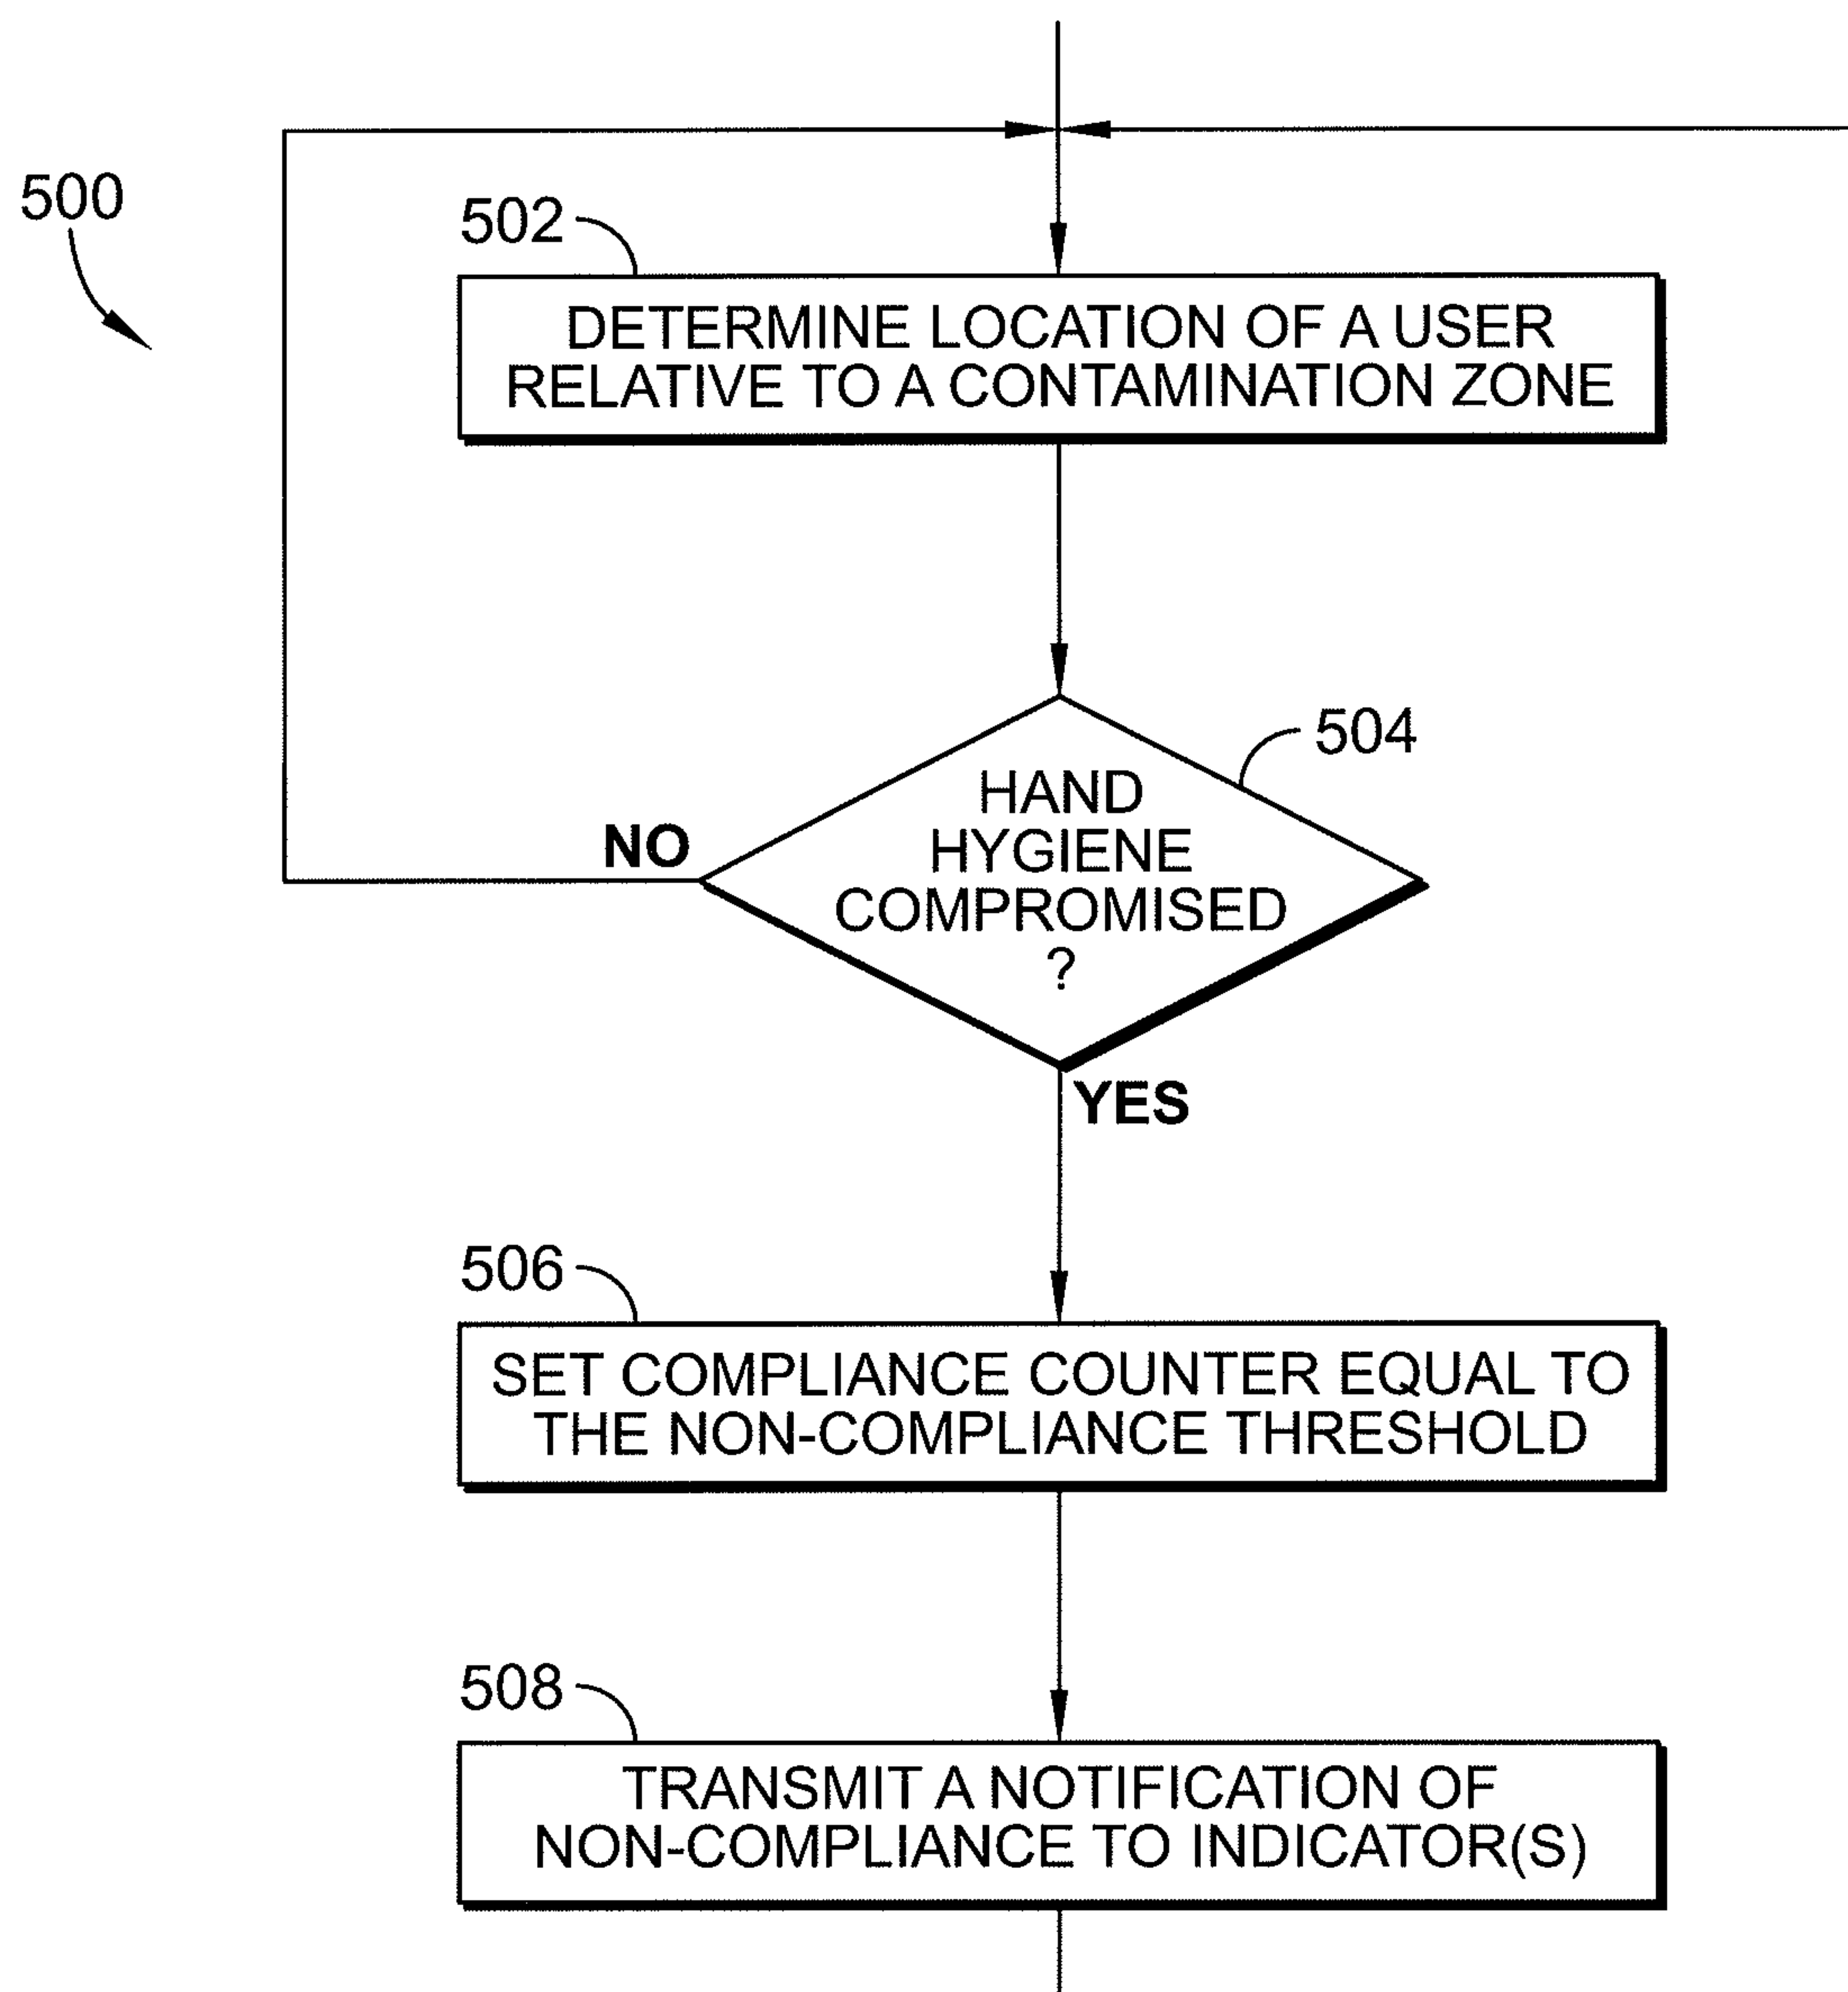 500
502
DETERMINE LOCATION OF A USER
RELATIVE TO A CONTAMINATION ZONE
504
HAND
HYGIENE
COMPROMISED
?
NO
YES
506
SET COMPLIANCE COUNTER EQUAL TO
THE NON-COMPLIANCE THRESHOLD
508
TRANSMIT A NOTIFICATION OF
NON-COMPLIANCE TO INDICATOR(S)